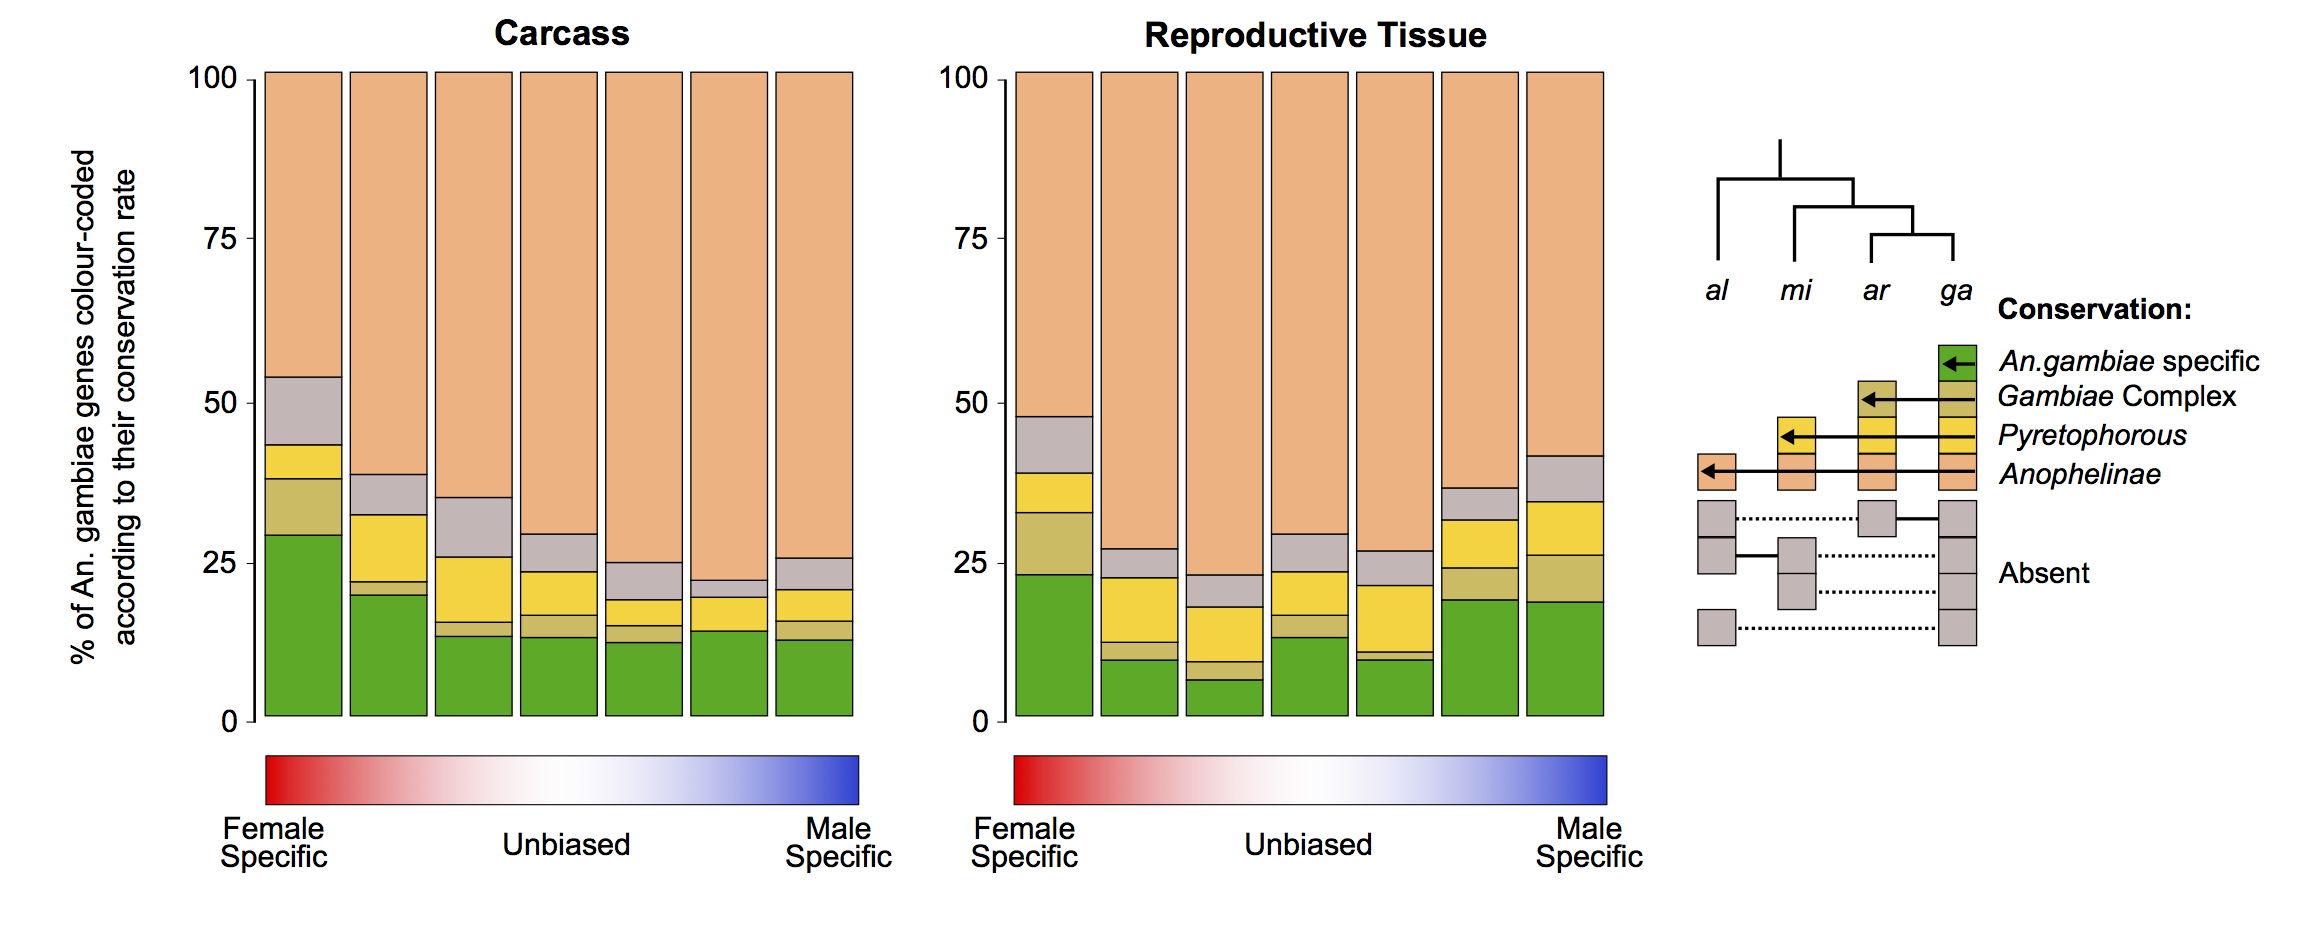 Carcass
Reproductive Tissue
% of An. gambiae genes colour-coded
according to their conservation rate
100
75
50
25
0
100
75
50
25
0
Female
Specific
Unbiased
Male
Specific
Female
Specific
Unbiased
Male
Specific
al mi ar ga
Conservation:
An.gambiae specific
Gambiae Complex
Pyretophorous
Anophelinae
Absent